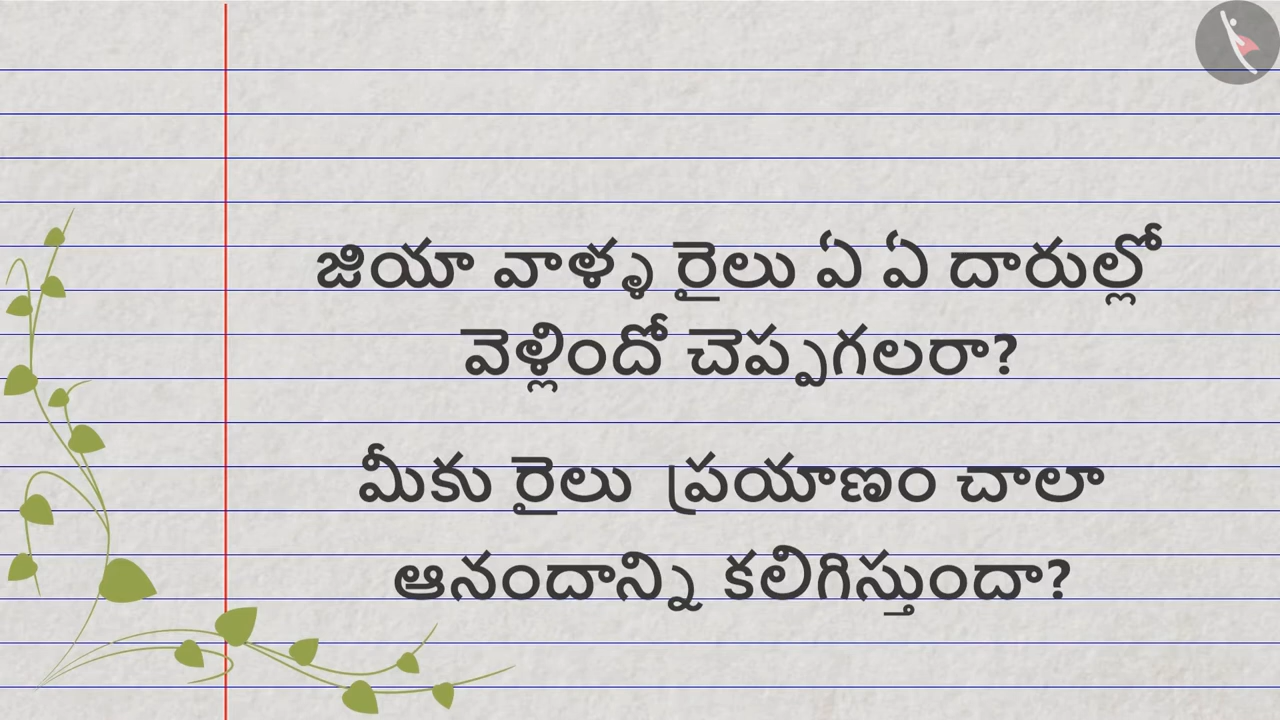 జియా వాళ్ళ రైలు ఏ ఏ దారుల్లో
వెళ్లిందో చెప్పగలరా?
మీకు రైలు ప్రయాణం చాలా
ఆనందాన్ని కలిగిస్తుందా?